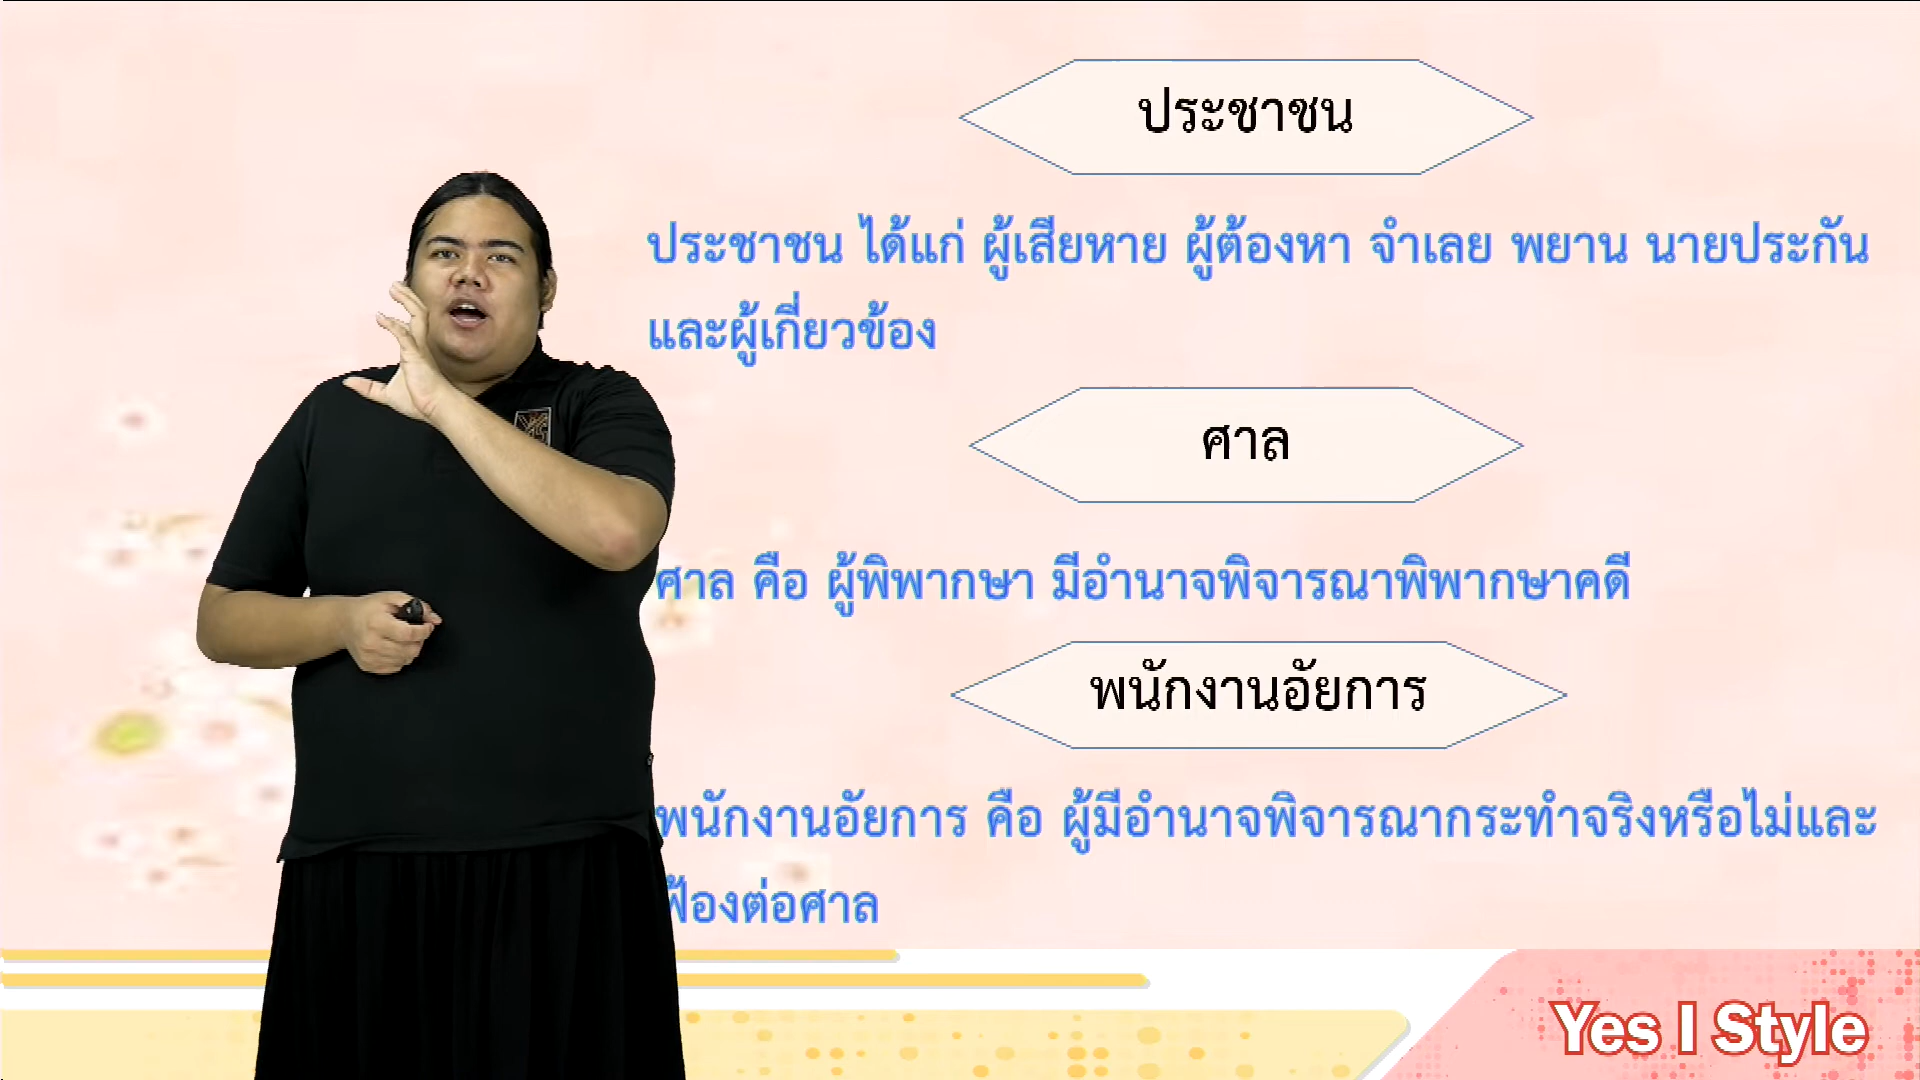 ประชาชน
ประชาชน ได้แก่ ผู้เสียหาย ผู้ต้องหา จำเลย พยาน นายประกัน
และผู้เกี่ยวข้อง
ศาล
ศาล คือ ผู้พิพากษา มีอำนาจพิจารณาพิพากษาคดี
พนักงานอัยการ
พนักงานอัยการ คือ ผู้มีอำนาจพิจารณากระทำจริงหรือไม่และ
ฟ้องต่อศาล
Yes I Style